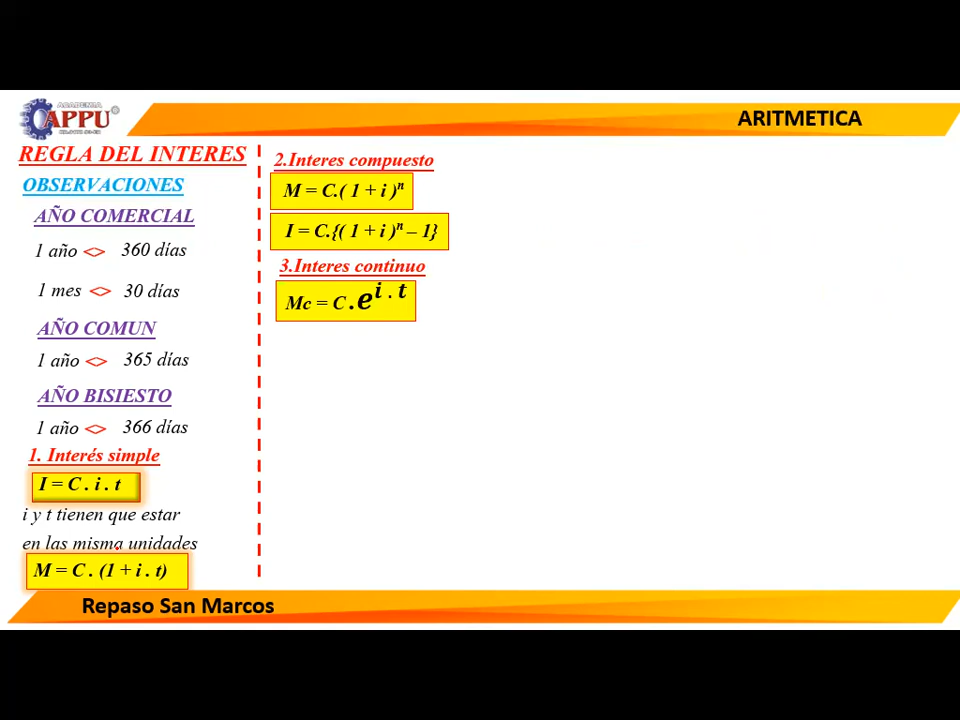 ACADEMIA
APPU®
ARITMETICA
REGLA DEL INTERES
OBSERVACIONES
AÑO COMERCIAL
1 año <> 360 días
1 mes <> 30 días
AÑO COMUN
1 año <> 365 días
AÑO BISIESTO
1 año <> 366 días
1. Interés simple
I = C . i . t
i y t tienen que estar
en las misma unidades
M = C . (1 + i . t)
2.Interes compuesto
M = C.( 1 + i )ⁿ
I = C.{( 1 + i )ⁿ – 1}
3.Interes continuo
Mc = C .e^{i . t}
Repaso San Marcos